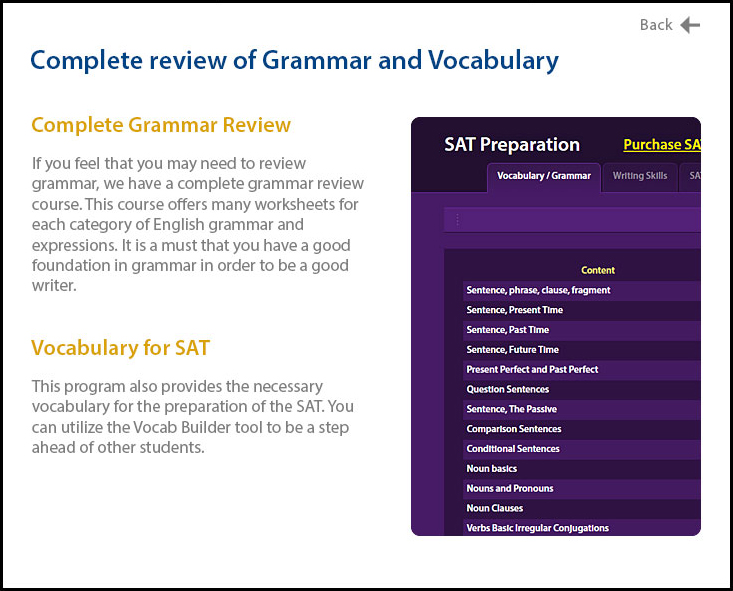 Back
Complete review of Grammar and Vocabulary
Complete Grammar Review
If you feel that you may need to review
grammar, we have a complete grammar review
course. This course offers many worksheets for
each category of English grammar and
expressions. It is a must that you have a good
foundation in grammar in order to be a good
writer.
Vocabulary for SAT
This program also provides the necessary
vocabulary for the preparation of the SAT. You
can utilize the Vocab Builder tool to be a step
ahead of other students.
SAT Preparation
Purchase SA
Vocabulary / Grammar
Writing Skills
SA
Content
Sentence, phrase, clause, fragment
Sentence, Present Time
Sentence, Past Time
Sentence, Future Time
Present Perfect and Past Perfect
Question Sentences
Sentence, The Passive
Comparison Sentences
Conditional Sentences
Noun basics
Nouns and Pronouns
Noun Clauses
Verbs Basic Irregular Conjugations